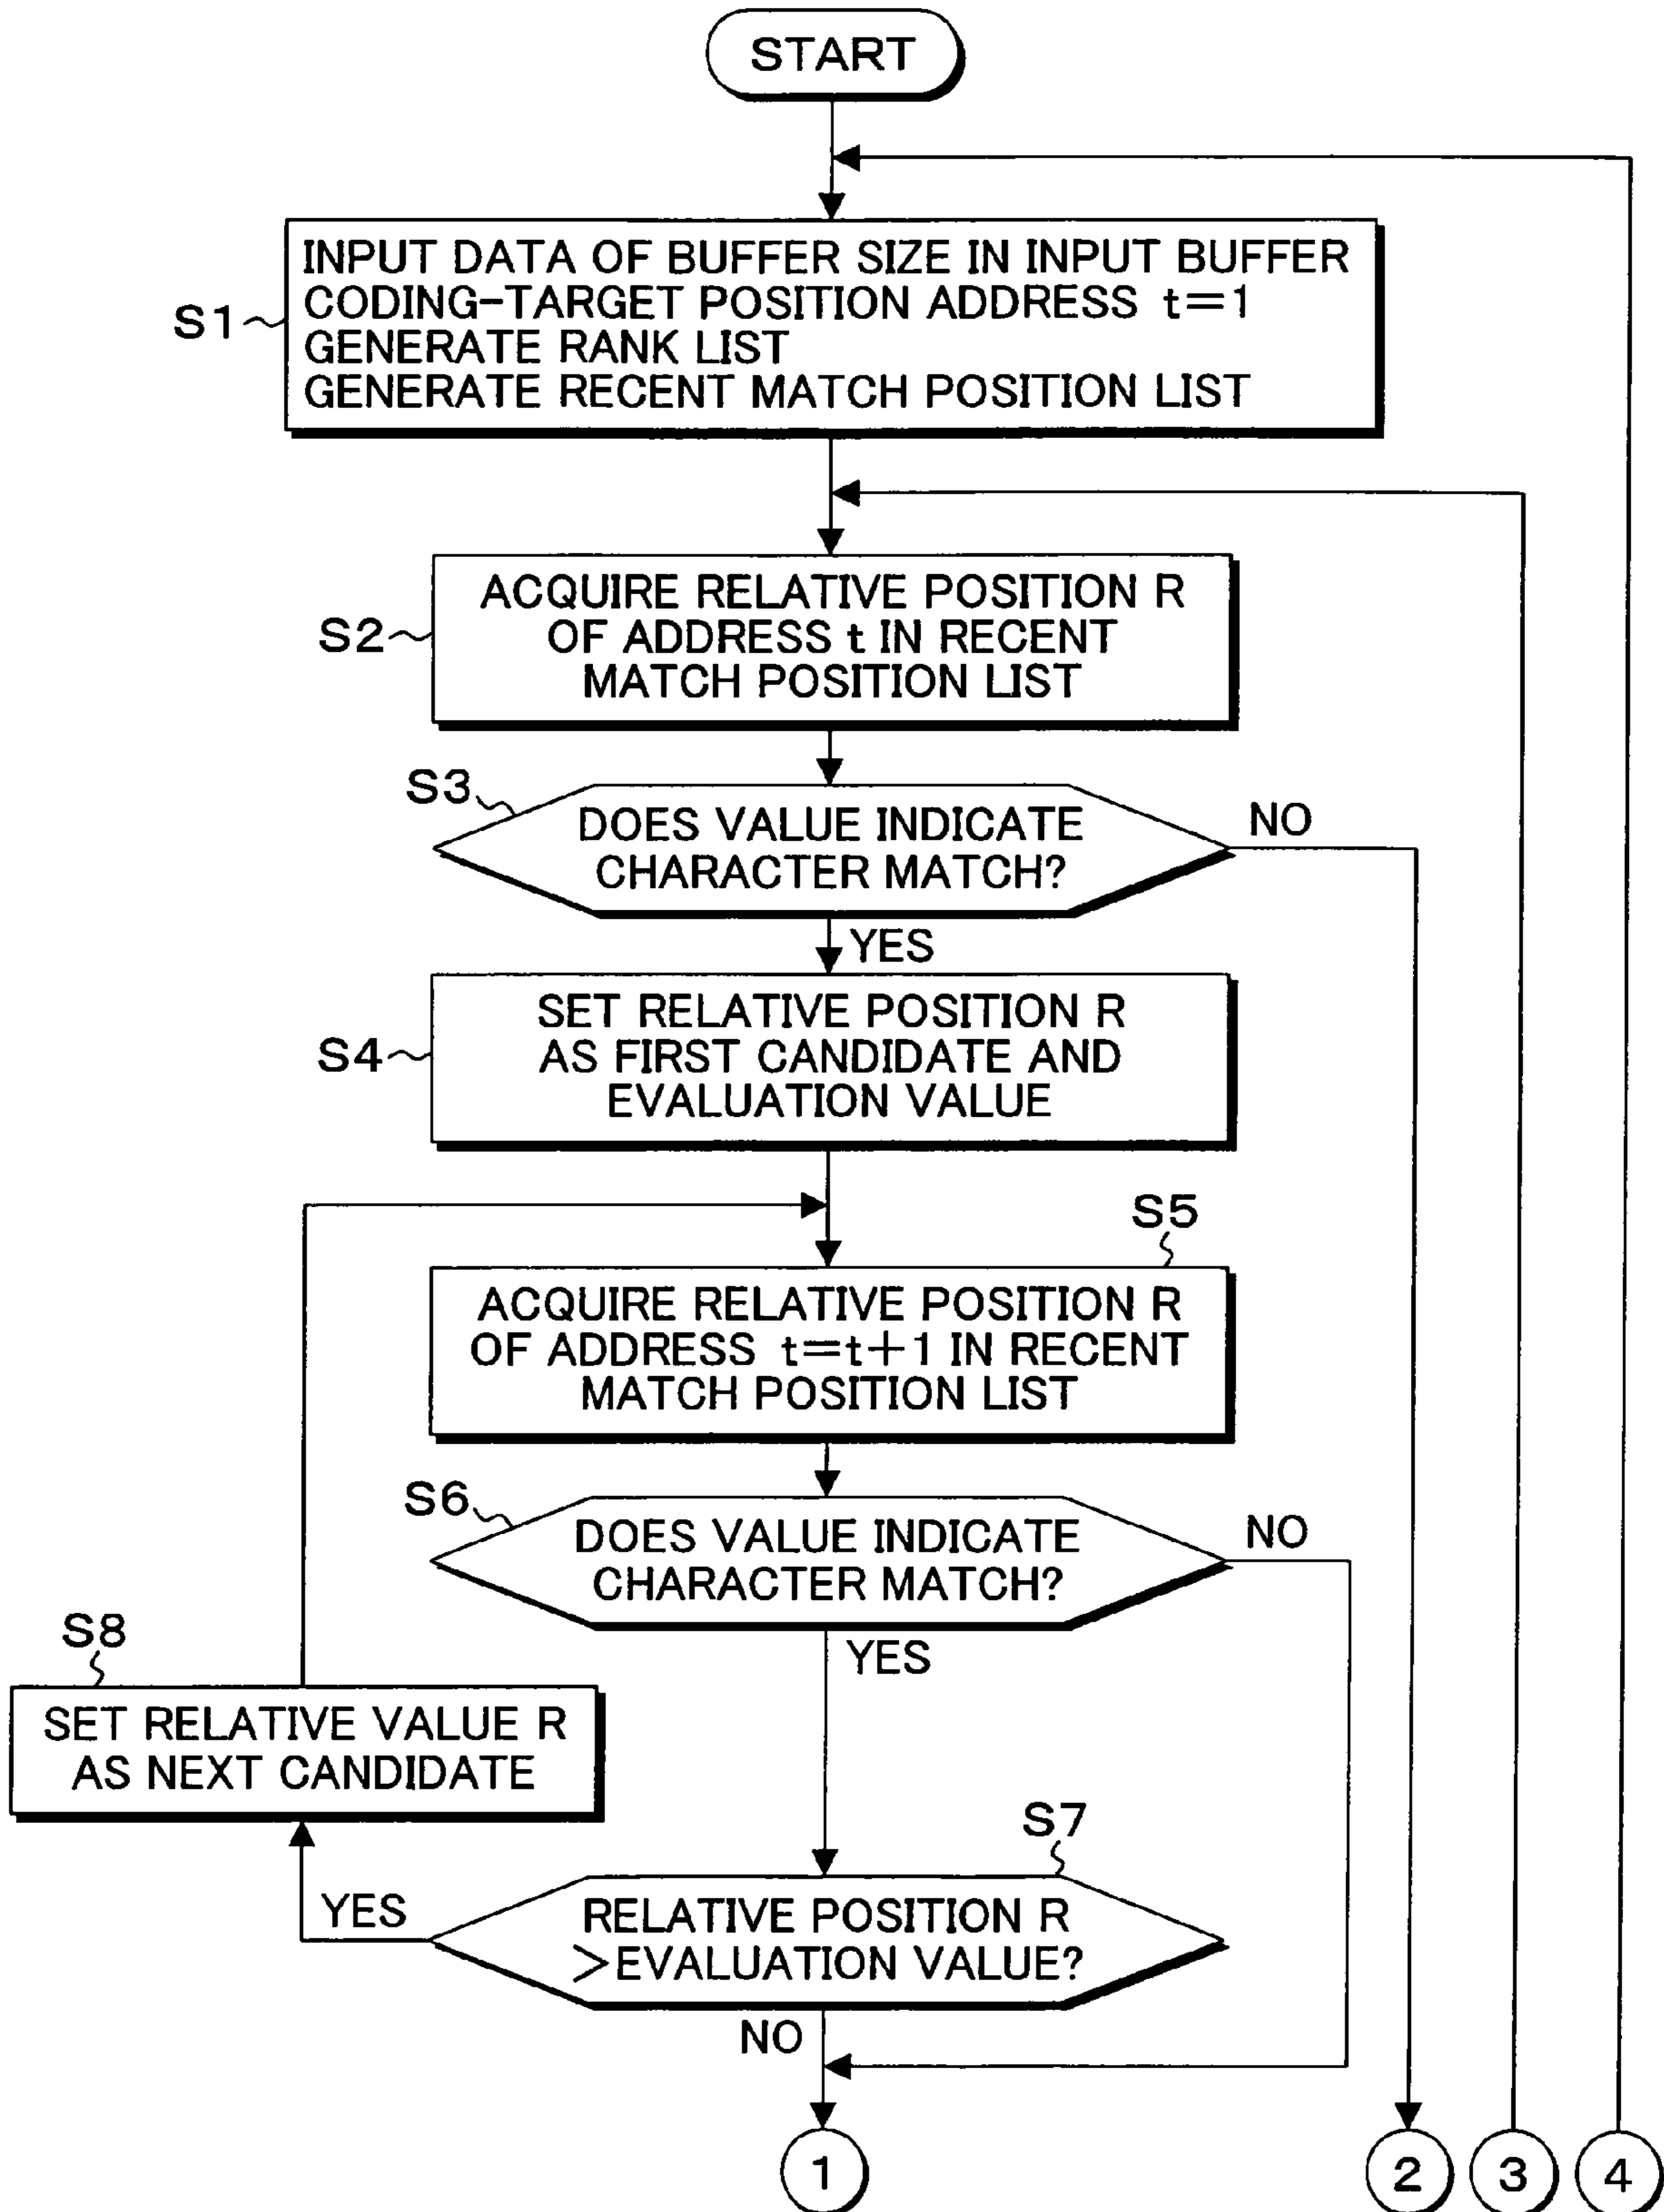 START
S1
INPUT DATA OF BUFFER SIZE IN INPUT BUFFER
CODING-TARGET POSITION ADDRESS t=1
GENERATE RANK LIST
GENERATE RECENT MATCH POSITION LIST
S2
ACQUIRE RELATIVE POSITION R
OF ADDRESS t IN RECENT
MATCH POSITION LIST
S3
DOES VALUE INDICATE
CHARACTER MATCH?
NO
YES
S4
SET RELATIVE POSITION R
AS FIRST CANDIDATE AND
EVALUATION VALUE
S5
ACQUIRE RELATIVE POSITION R
OF ADDRESS t=t+1 IN RECENT
MATCH POSITION LIST
S6
DOES VALUE INDICATE
CHARACTER MATCH?
NO
YES
S8
SET RELATIVE VALUE R
AS NEXT CANDIDATE
S7
RELATIVE POSITION R
>EVALUATION VALUE?
YES
NO
1
2
3
4